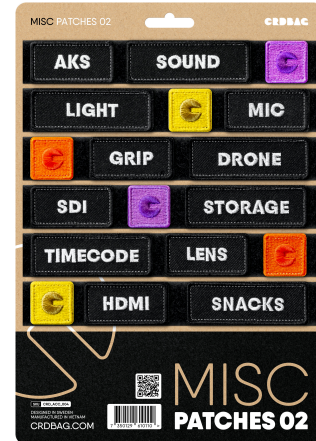 MISC PATCHES 02
CRDBAG
AKS SOUND
LIGHT MIC
GRIP DRONE
SDI STORAGE
TIMECODE LENS
HDMI SNACKS
MISC
PATCHES 02
CRD_ACC_004
DESIGNED IN SWEDEN
MANUFACTURED IN VIETNAM
CRDBAG.COM